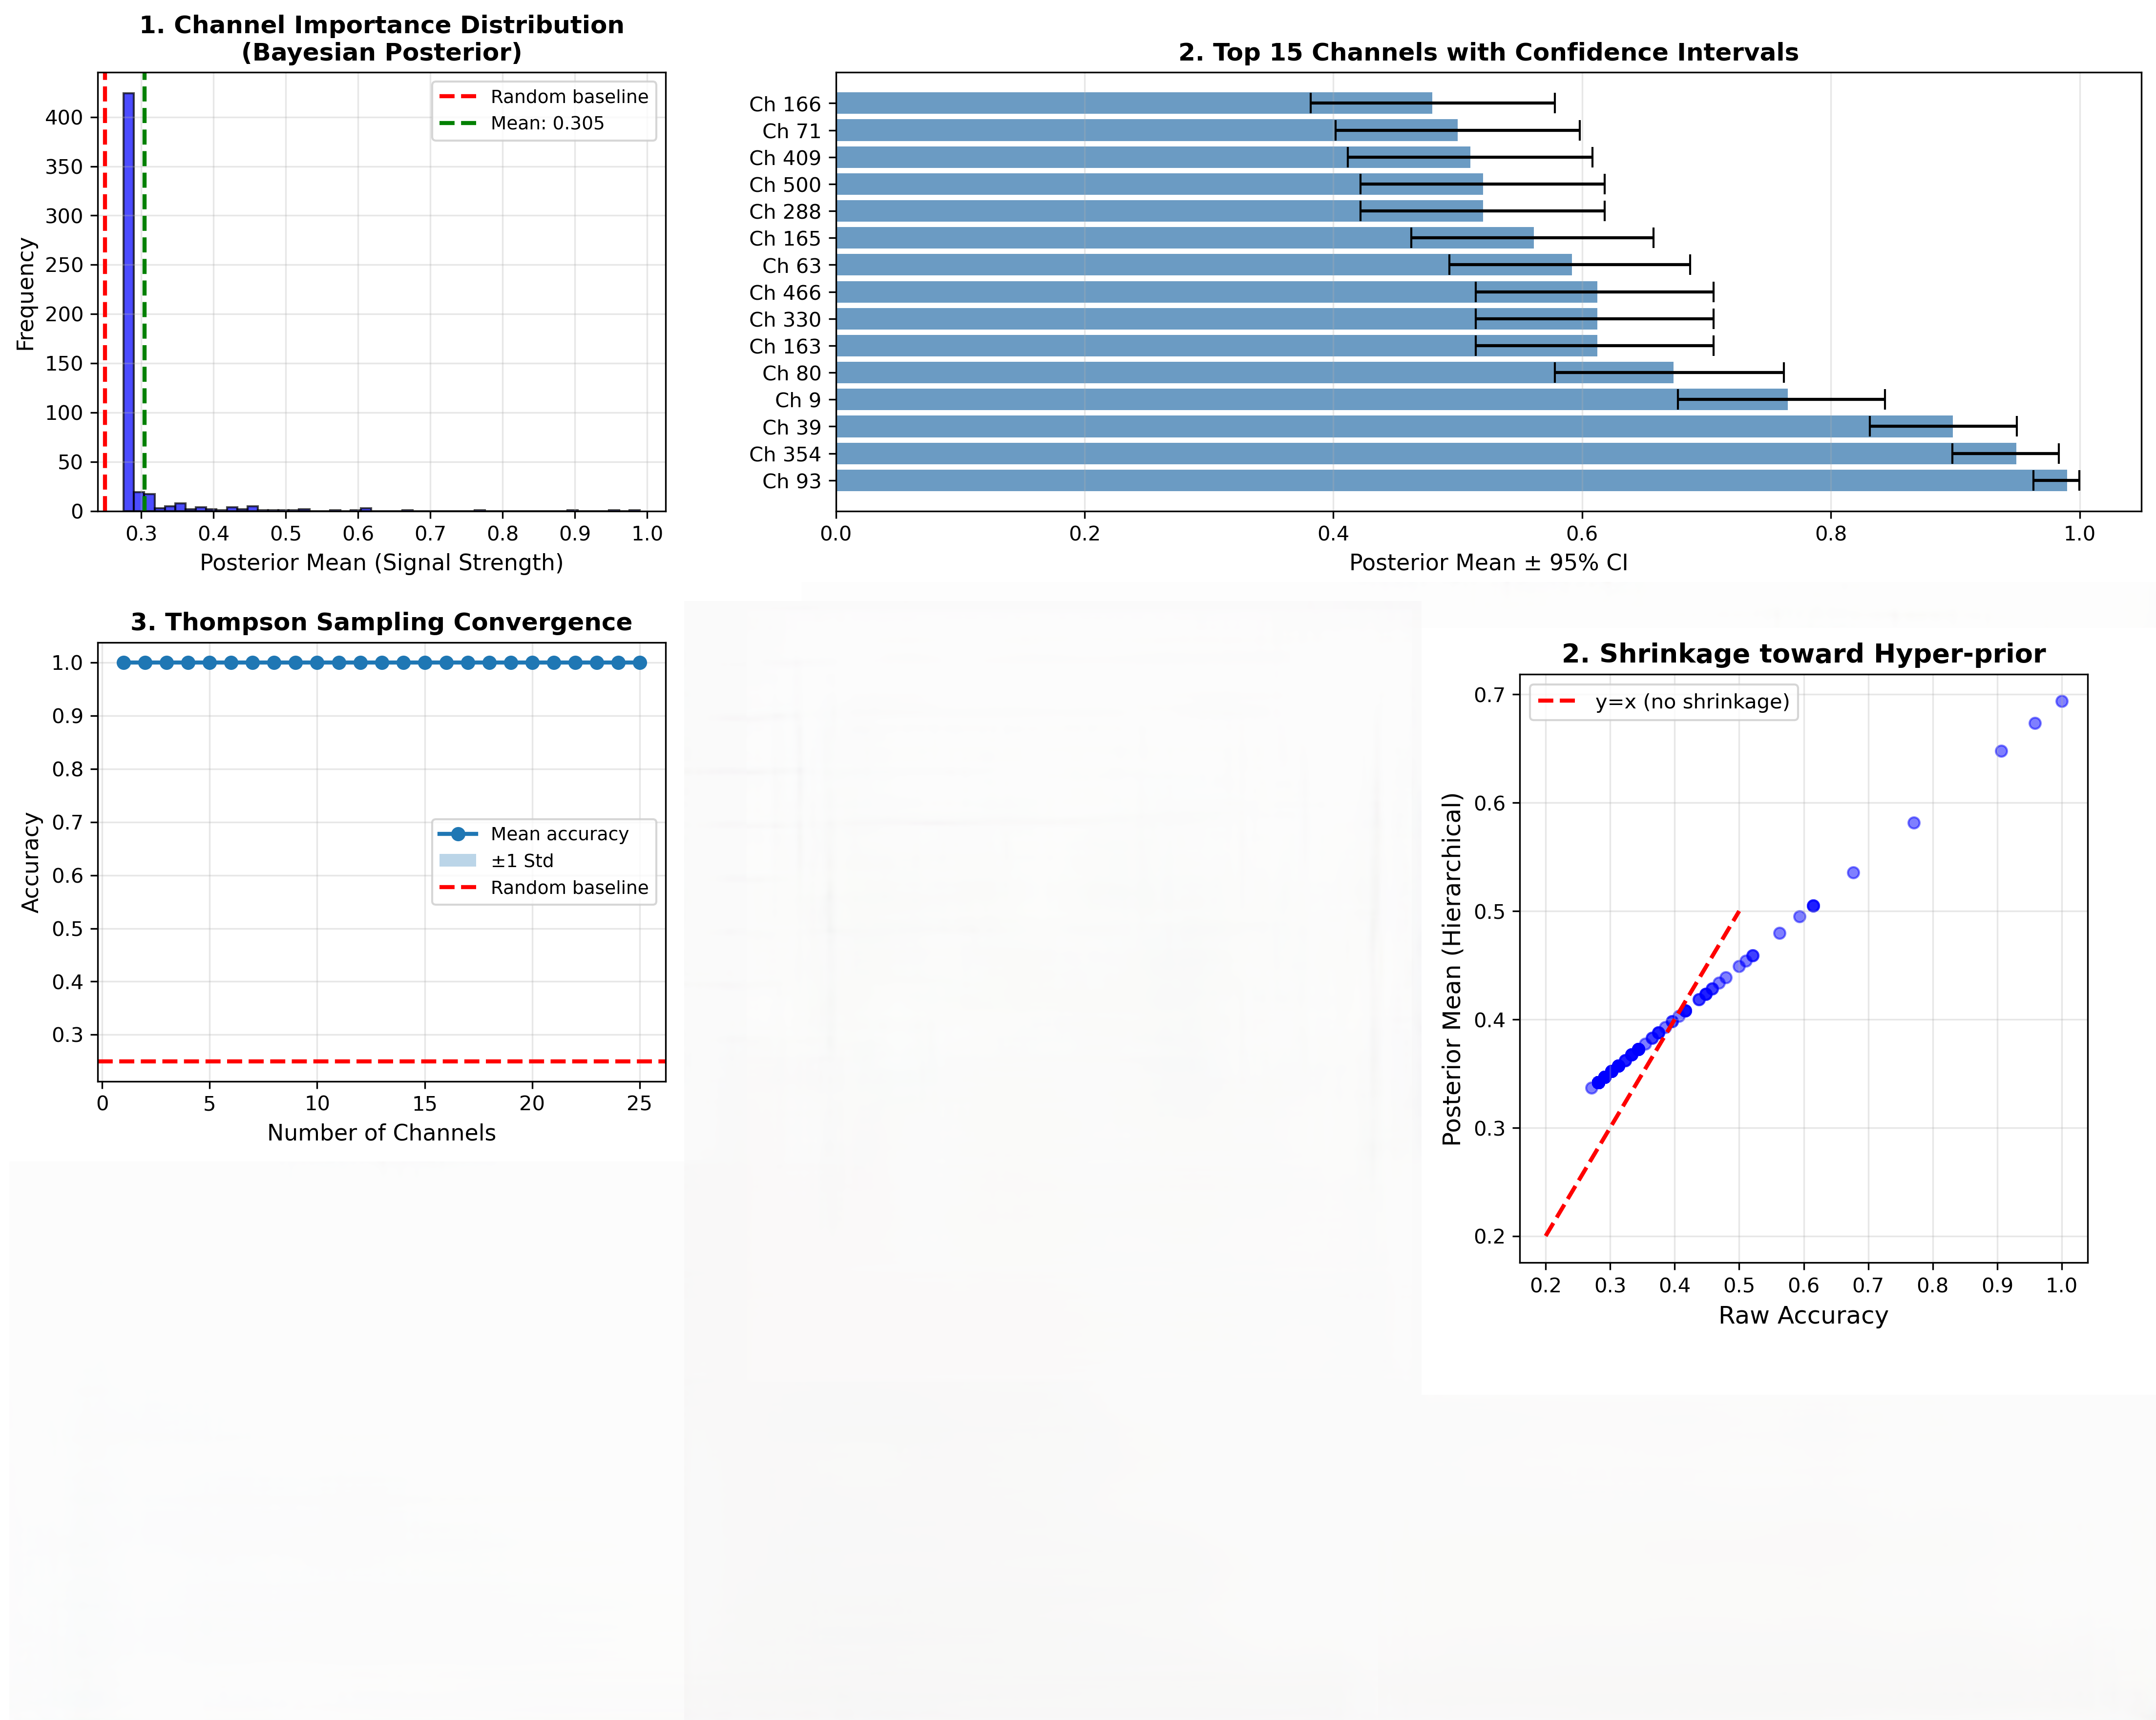 1. Channel Importance Distribution
(Bayesian Posterior)
Random baseline
Mean: 0.305
Frequency
400
350
300
250
200
150
100
50
0
0.3 0.4 0.5 0.6 0.7 0.8 0.9 1.0
Posterior Mean (Signal Strength)
2. Top 15 Channels with Confidence Intervals
Ch 166
Ch 71
Ch 409
Ch 500
Ch 288
Ch 165
Ch 63
Ch 466
Ch 330
Ch 163
Ch 80
Ch 9
Ch 39
Ch 354
Ch 93
0.0 0.2 0.4 0.6 0.8 1.0
Posterior Mean ± 95% CI
3. Thompson Sampling Convergence
Accuracy
1.0
0.9
0.8
0.7
0.6
0.5
0.4
0.3
Mean accuracy
±1 Std
Random baseline
0 5 10 15 20 25
Number of Channels
2. Shrinkage toward Hyper-prior
y=x (no shrinkage)
Posterior Mean (Hierarchical)
0.7
0.6
0.5
0.4
0.3
0.2
0.2 0.3 0.4 0.5 0.6 0.7 0.8 0.9 1.0
Raw Accuracy